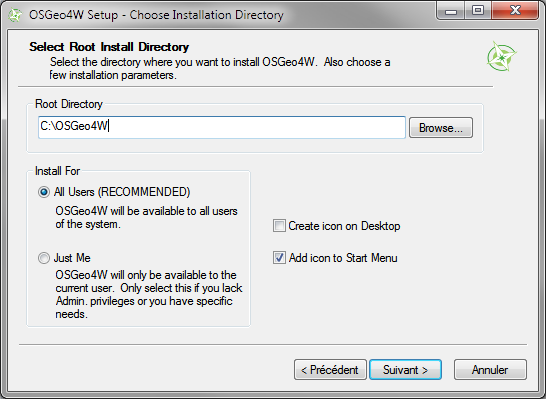 OSGeo4W Setup - Choose Installation Directory
Select Root Install Directory
Select the directory where you want to install OSGeo4W. Also choose a
few installation parameters.
Root Directory
C:\OSGeo4W
Browse...
Install For
All Users (RECOMMENDED)
OSGeo4W will be available to all users
of the system.
Create icon on Desktop
Just Me
Add icon to Start Menu
OSGeo4W will only be available to the
current user. Only select this if you lack
Admin. privileges or you have specific
needs.
< Précédent
Suivant >
Annuler